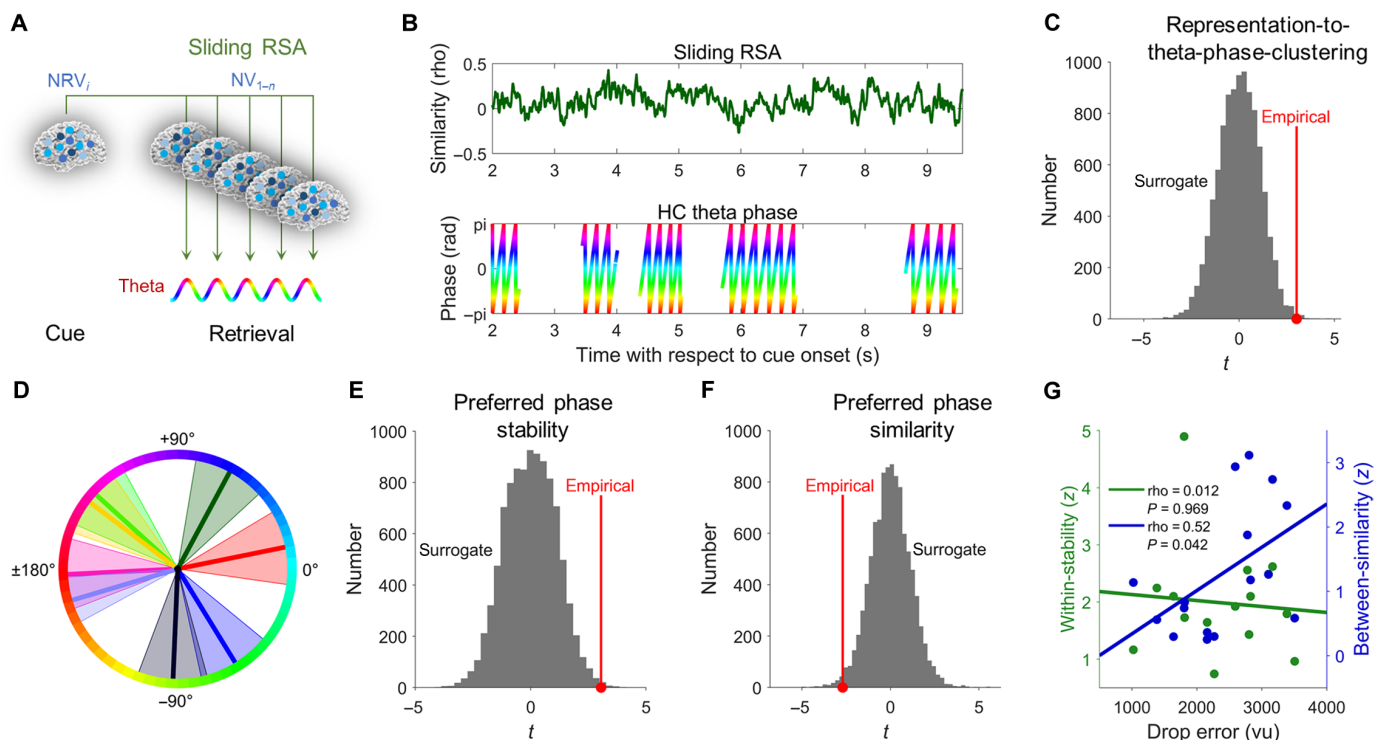 A
Sliding RSA
NRVi
NV1–n
Theta
Cue
Retrieval
B
Sliding RSA
Similarity (rho)
0.5
0
−0.5
2 3 4 5 6 7 8 9
HC theta phase
Phase (rad)
pi
0
−pi
2 3 4 5 6 7 8 9
Time with respect to cue onset (s)
C
Representation-to-
theta-phase-clustering
Number
1000
800
600
400
200
0
Empirical
Surrogate
−5 0 5
t
D
+90°
±180°
0°
−90°
E
Preferred phase
stability
Number
1000
800
600
400
200
0
Empirical
Surrogate
−5 0 5
t
F
Preferred phase
similarity
Number
1000
800
600
400
200
0
Empirical
Surrogate
−5 0 5
t
G
Within-stability (z)
5
4
3
2
1
rho = 0.012
P = 0.969
rho = 0.52
P = 0.042
3
2
1
0
Between-similarity (z)
1000 2000 3000 4000
Drop error (vu)